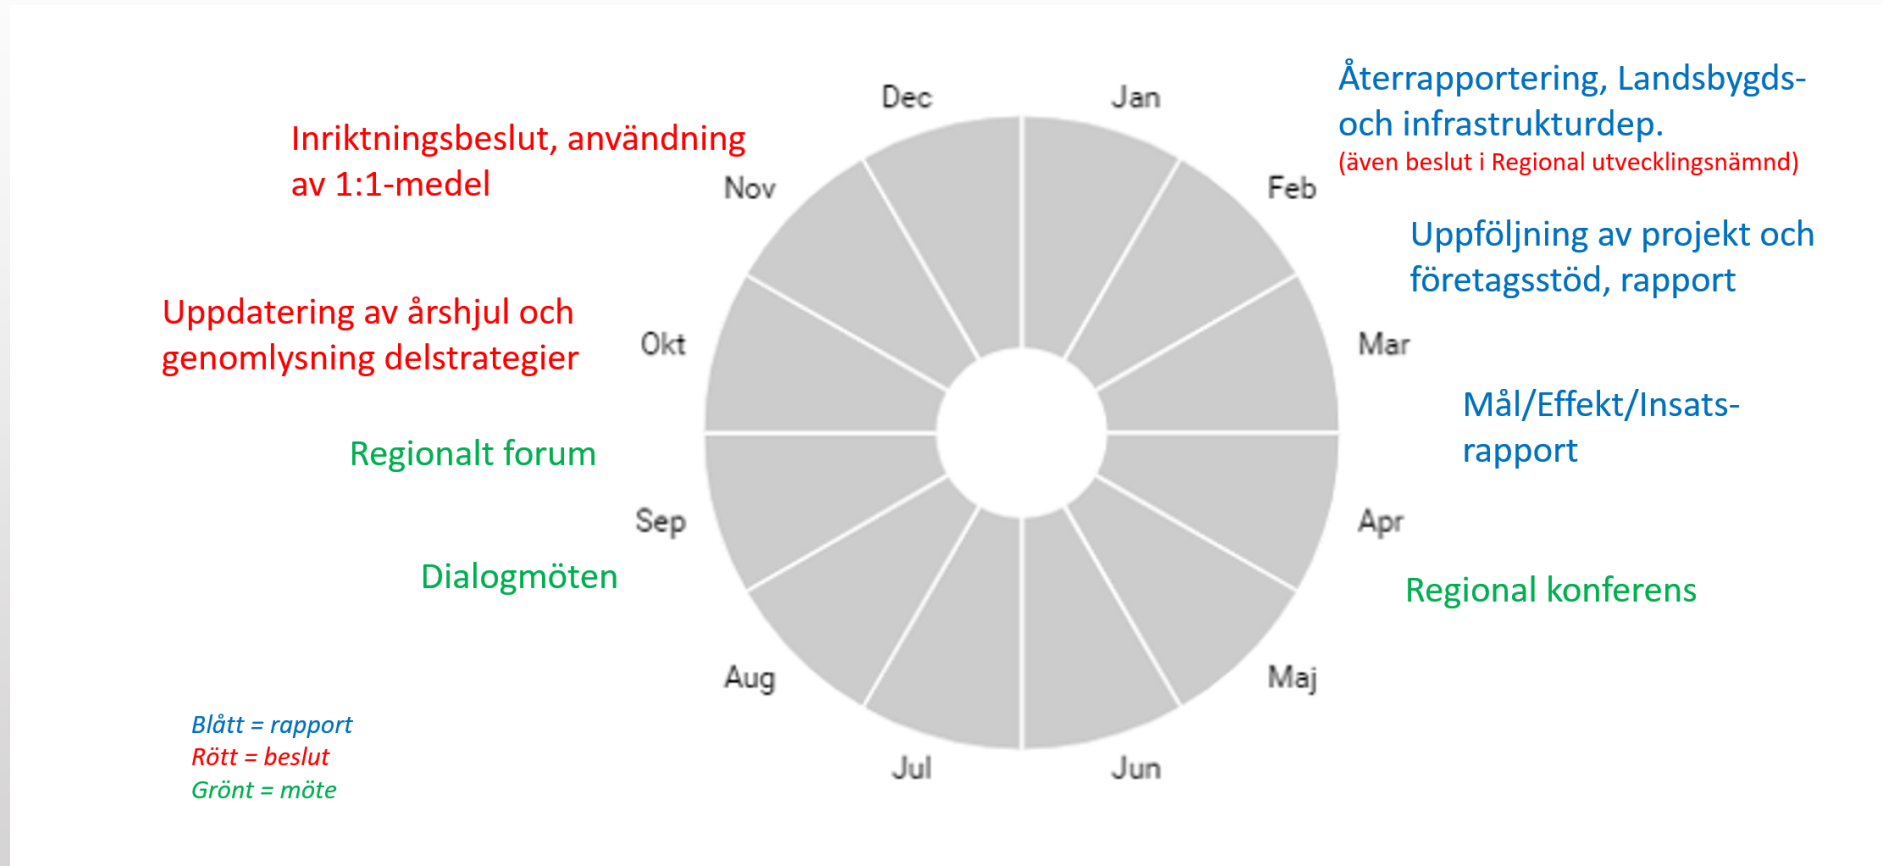 Dec
Jan
Återrapportering, Landsbygds-
och infrastrukturdep.
(även beslut i Regional utvecklingsnämnd)
Inriktningsbeslut, användning
av 1:1-medel
Nov
Feb
Uppföljning av projekt och
företagsstöd, rapport
Uppdatering av årshjul och
genomlysning delstrategier
Okt
Mar
Mål/Effekt/Insats-
rapport
Regionalt forum
Sep
Apr
Dialogmöten
Regional konferens
Aug
Maj
Jul
Jun
Blått = rapport
Rött = beslut
Grönt = möte